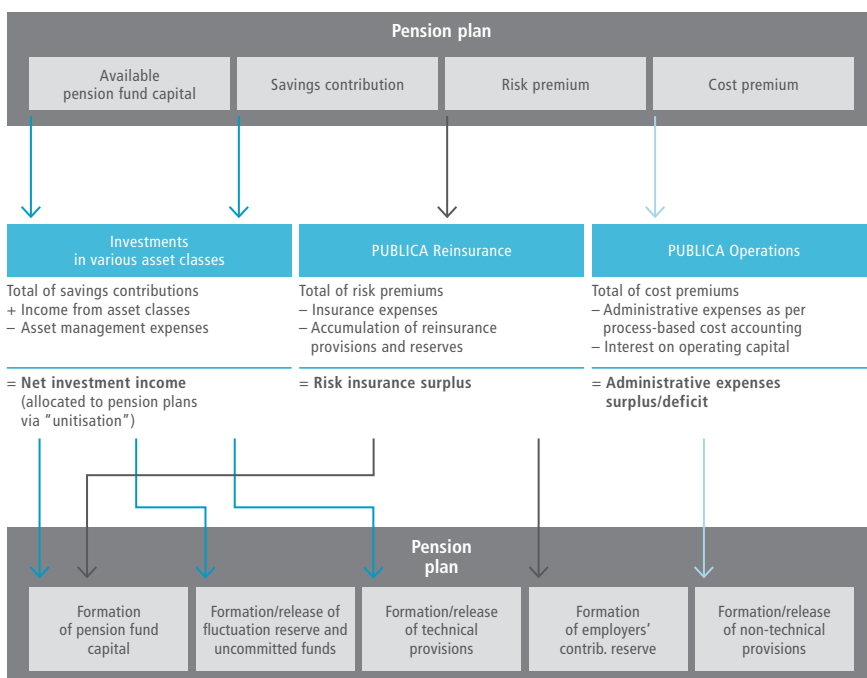 Pension plan
Available
pension fund capital
Savings contribution
Risk premium
Cost premium
Investments
in various asset classes
PUBLICA Reinsurance
PUBLICA Operations
Total of savings contributions
+ Income from asset classes
– Asset management expenses
Total of risk premiums
– Insurance expenses
– Accumulation of reinsurance
provisions and reserves
Total of cost premiums
– Administrative expenses as per
process-based cost accounting
– Interest on operating capital
= Net investment income
(allocated to pension plans
via “unitisation”)
= Risk insurance surplus
= Administrative expenses
surplus/deficit
Pension
plan
Formation
of pension fund
capital
Formation/release of
fluctuation reserve and
uncommitted funds
Formation/release
of technical
provisions
Formation
of employers’
contrib. reserve
Formation/release
of non-technical
provisions